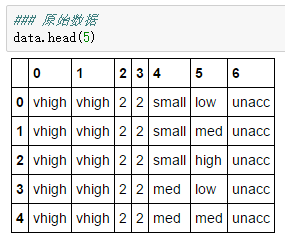 ### 原始数据
data.head(5)
0 1 2 3 4 5 6
0 vhigh vhigh 2 2 small low unacc
1 vhigh vhigh 2 2 small med unacc
2 vhigh vhigh 2 2 small high unacc
3 vhigh vhigh 2 2 med low unacc
4 vhigh vhigh 2 2 med med unacc